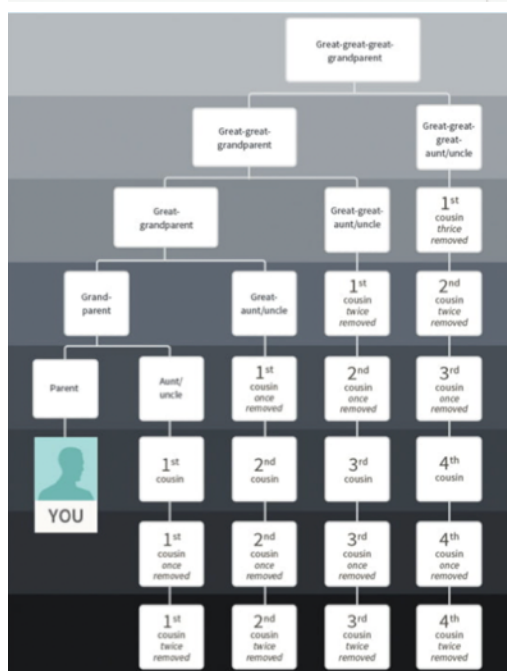 Great-great-great-
grandparent
Great-great-
grandparent
Great-great-
great-
aunt/uncle
Great-
grandparent
Great-great-
aunt/uncle
1st
cousin
thrice
removed
Grand-
parent
Great-
aunt/uncle
1st
cousin
twice
removed
2nd
cousin
twice
removed
Parent
Aunt/
uncle
1st
cousin
once
removed
2nd
cousin
once
removed
3rd
cousin
once
removed
YOU
1st
cousin
2nd
cousin
3rd
cousin
4th
cousin
1st
cousin
once
removed
2nd
cousin
once
removed
3rd
cousin
once
removed
4th
cousin
once
removed
1st
cousin
twice
removed
2nd
cousin
twice
removed
3rd
cousin
twice
removed
4th
cousin
twice
removed